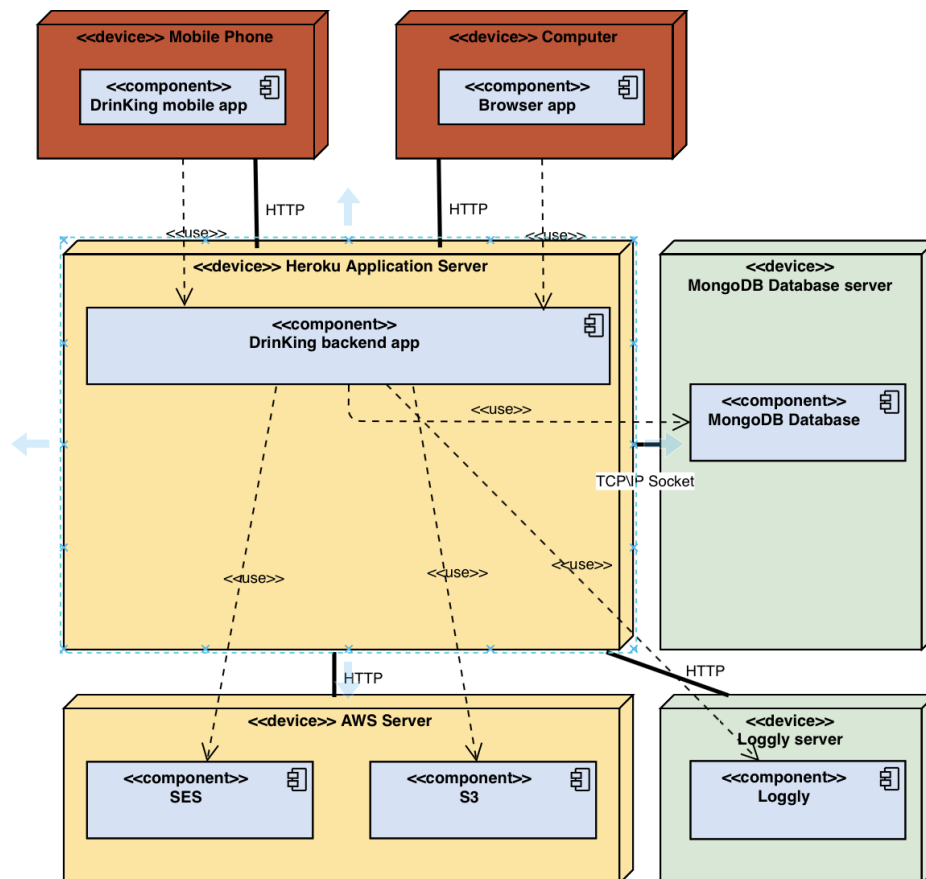 <<device>> Mobile Phone
<<component>>
DrinKing mobile app
<<device>> Computer
<<component>>
Browser app
HTTP
<<use>>
HTTP
<<use>>
<<device>> Heroku Application Server
<<component>>
DrinKing backend app
<<device>>
MongoDB Database server
<<component>>
MongoDB Database
<<use>>
TCP\IP Socket
<<use>>
<<use>>
<<use>>
HTTP
HTTP
<<device>> AWS Server
<<component>>
SES
<<component>>
S3
<<device>>
Loggly server
<<component>>
Loggly